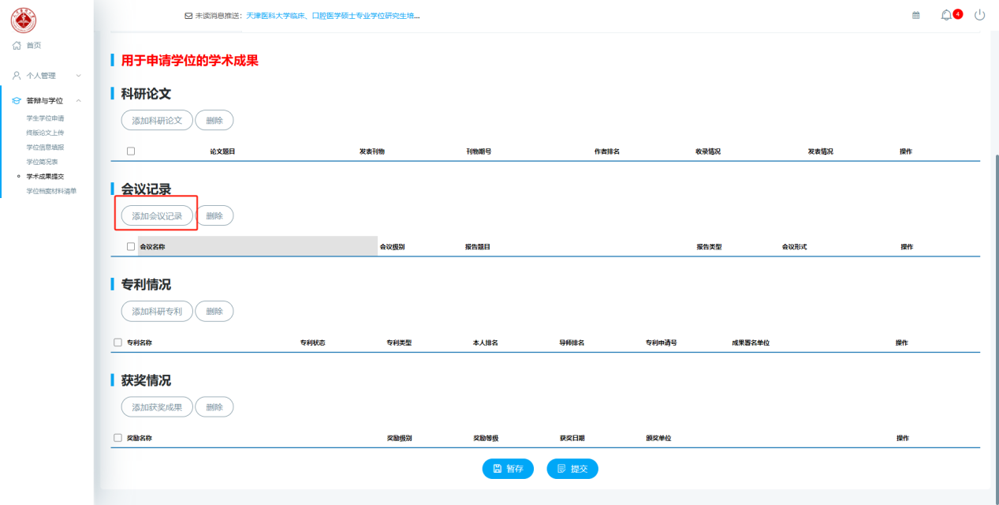 未读消息推送：天津医科大学临床、口腔医学硕士专业学位研究生培...
4
首页
个人管理
答辩与学位
学生学位申请
终版论文上传
学位信息填报
学位简况表
学术成果提交
学位档案材料清单
用于申请学位的学术成果
科研论文
添加科研论文 删除
论文题目 发表刊物 刊物期号 作者排名 收录情况 发表情况 操作
会议记录
添加会议记录 删除
会议名称 会议级别 报告题目 报告类型 会议形式 操作
专利情况
添加科研专利 删除
专利名称 专利状态 专利类型 本人排名 导师排名 专利申请号 成果署名单位 操作
获奖情况
添加获奖成果 删除
奖励名称 奖励级别 奖励等级 获奖日期 颁奖单位 操作
暂存 提交